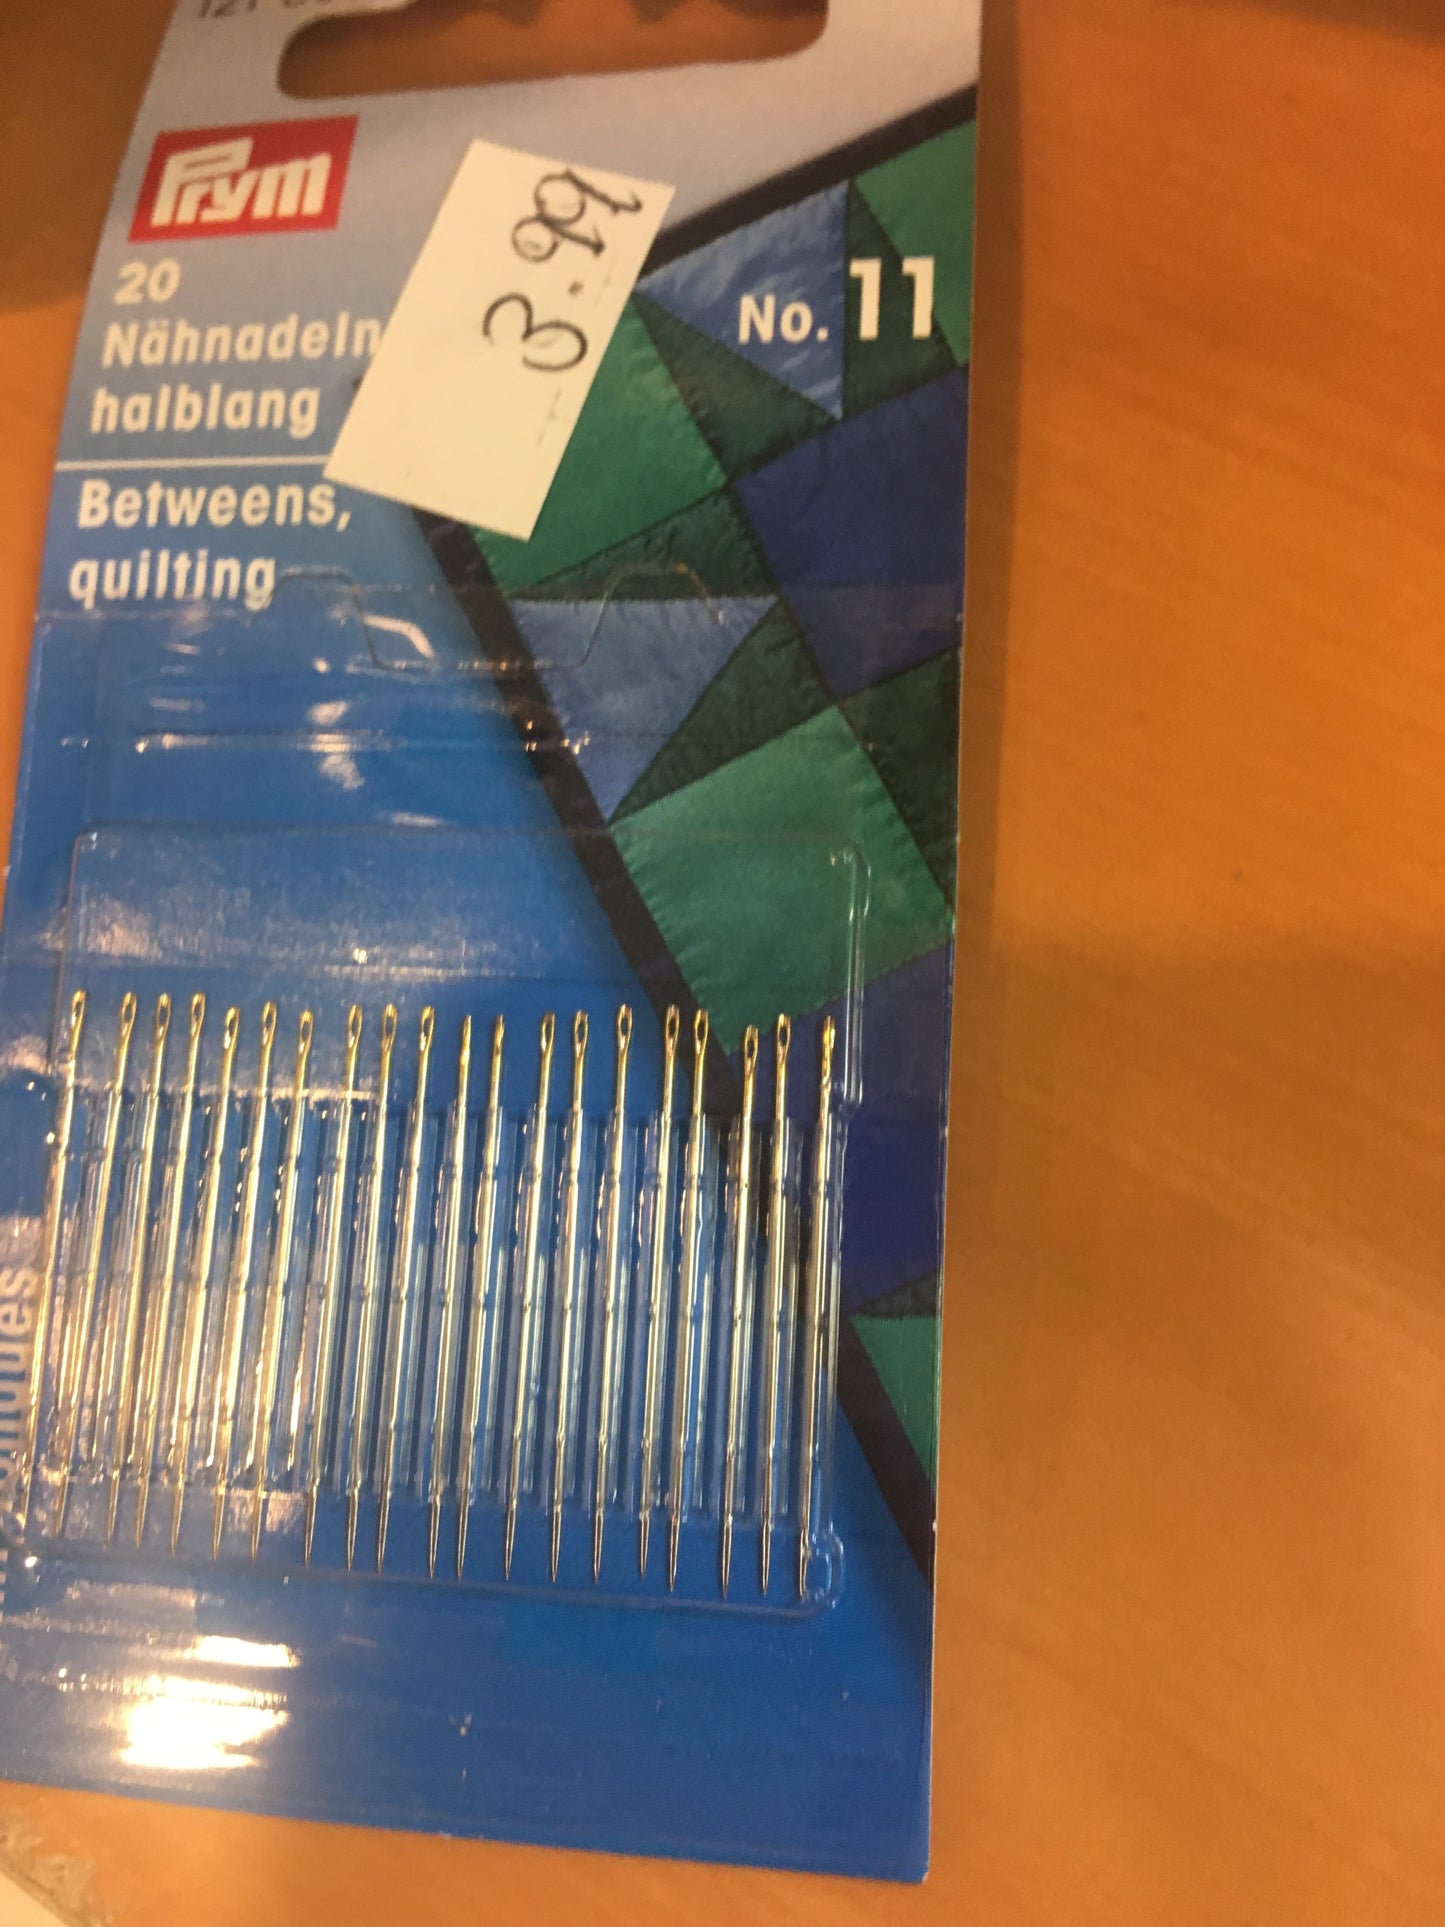 Prym
3.99
20
Nähnadeln
halblang
No. 11
Betweens,
quilting